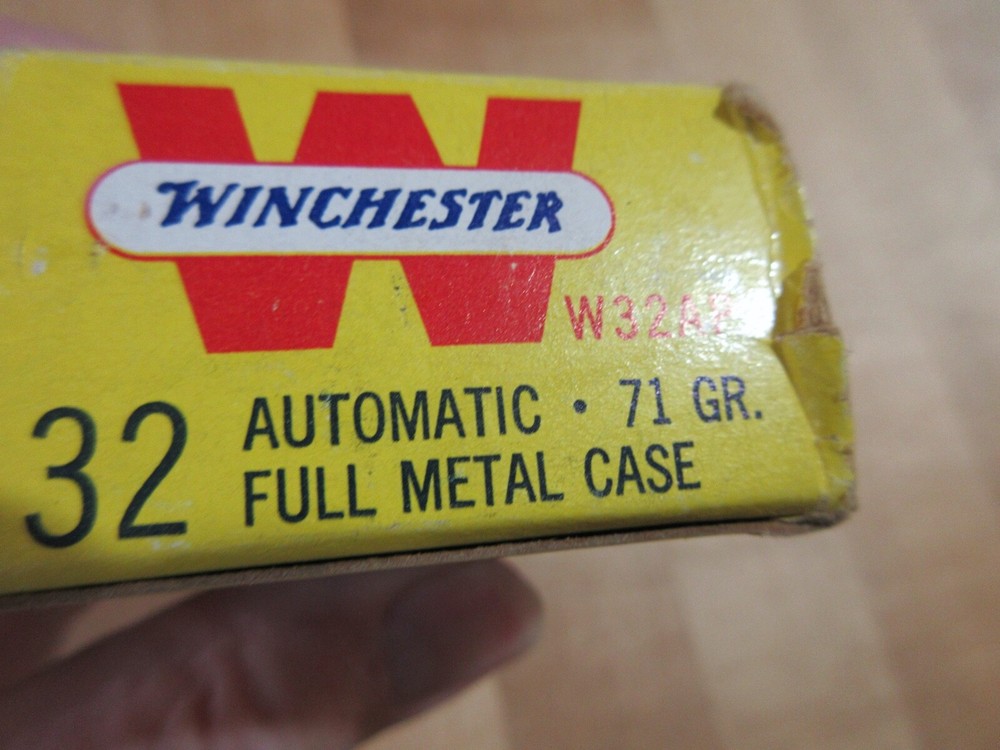 WINCHESTER
32 AUTOMATIC • 71 GR.
FULL METAL CASE